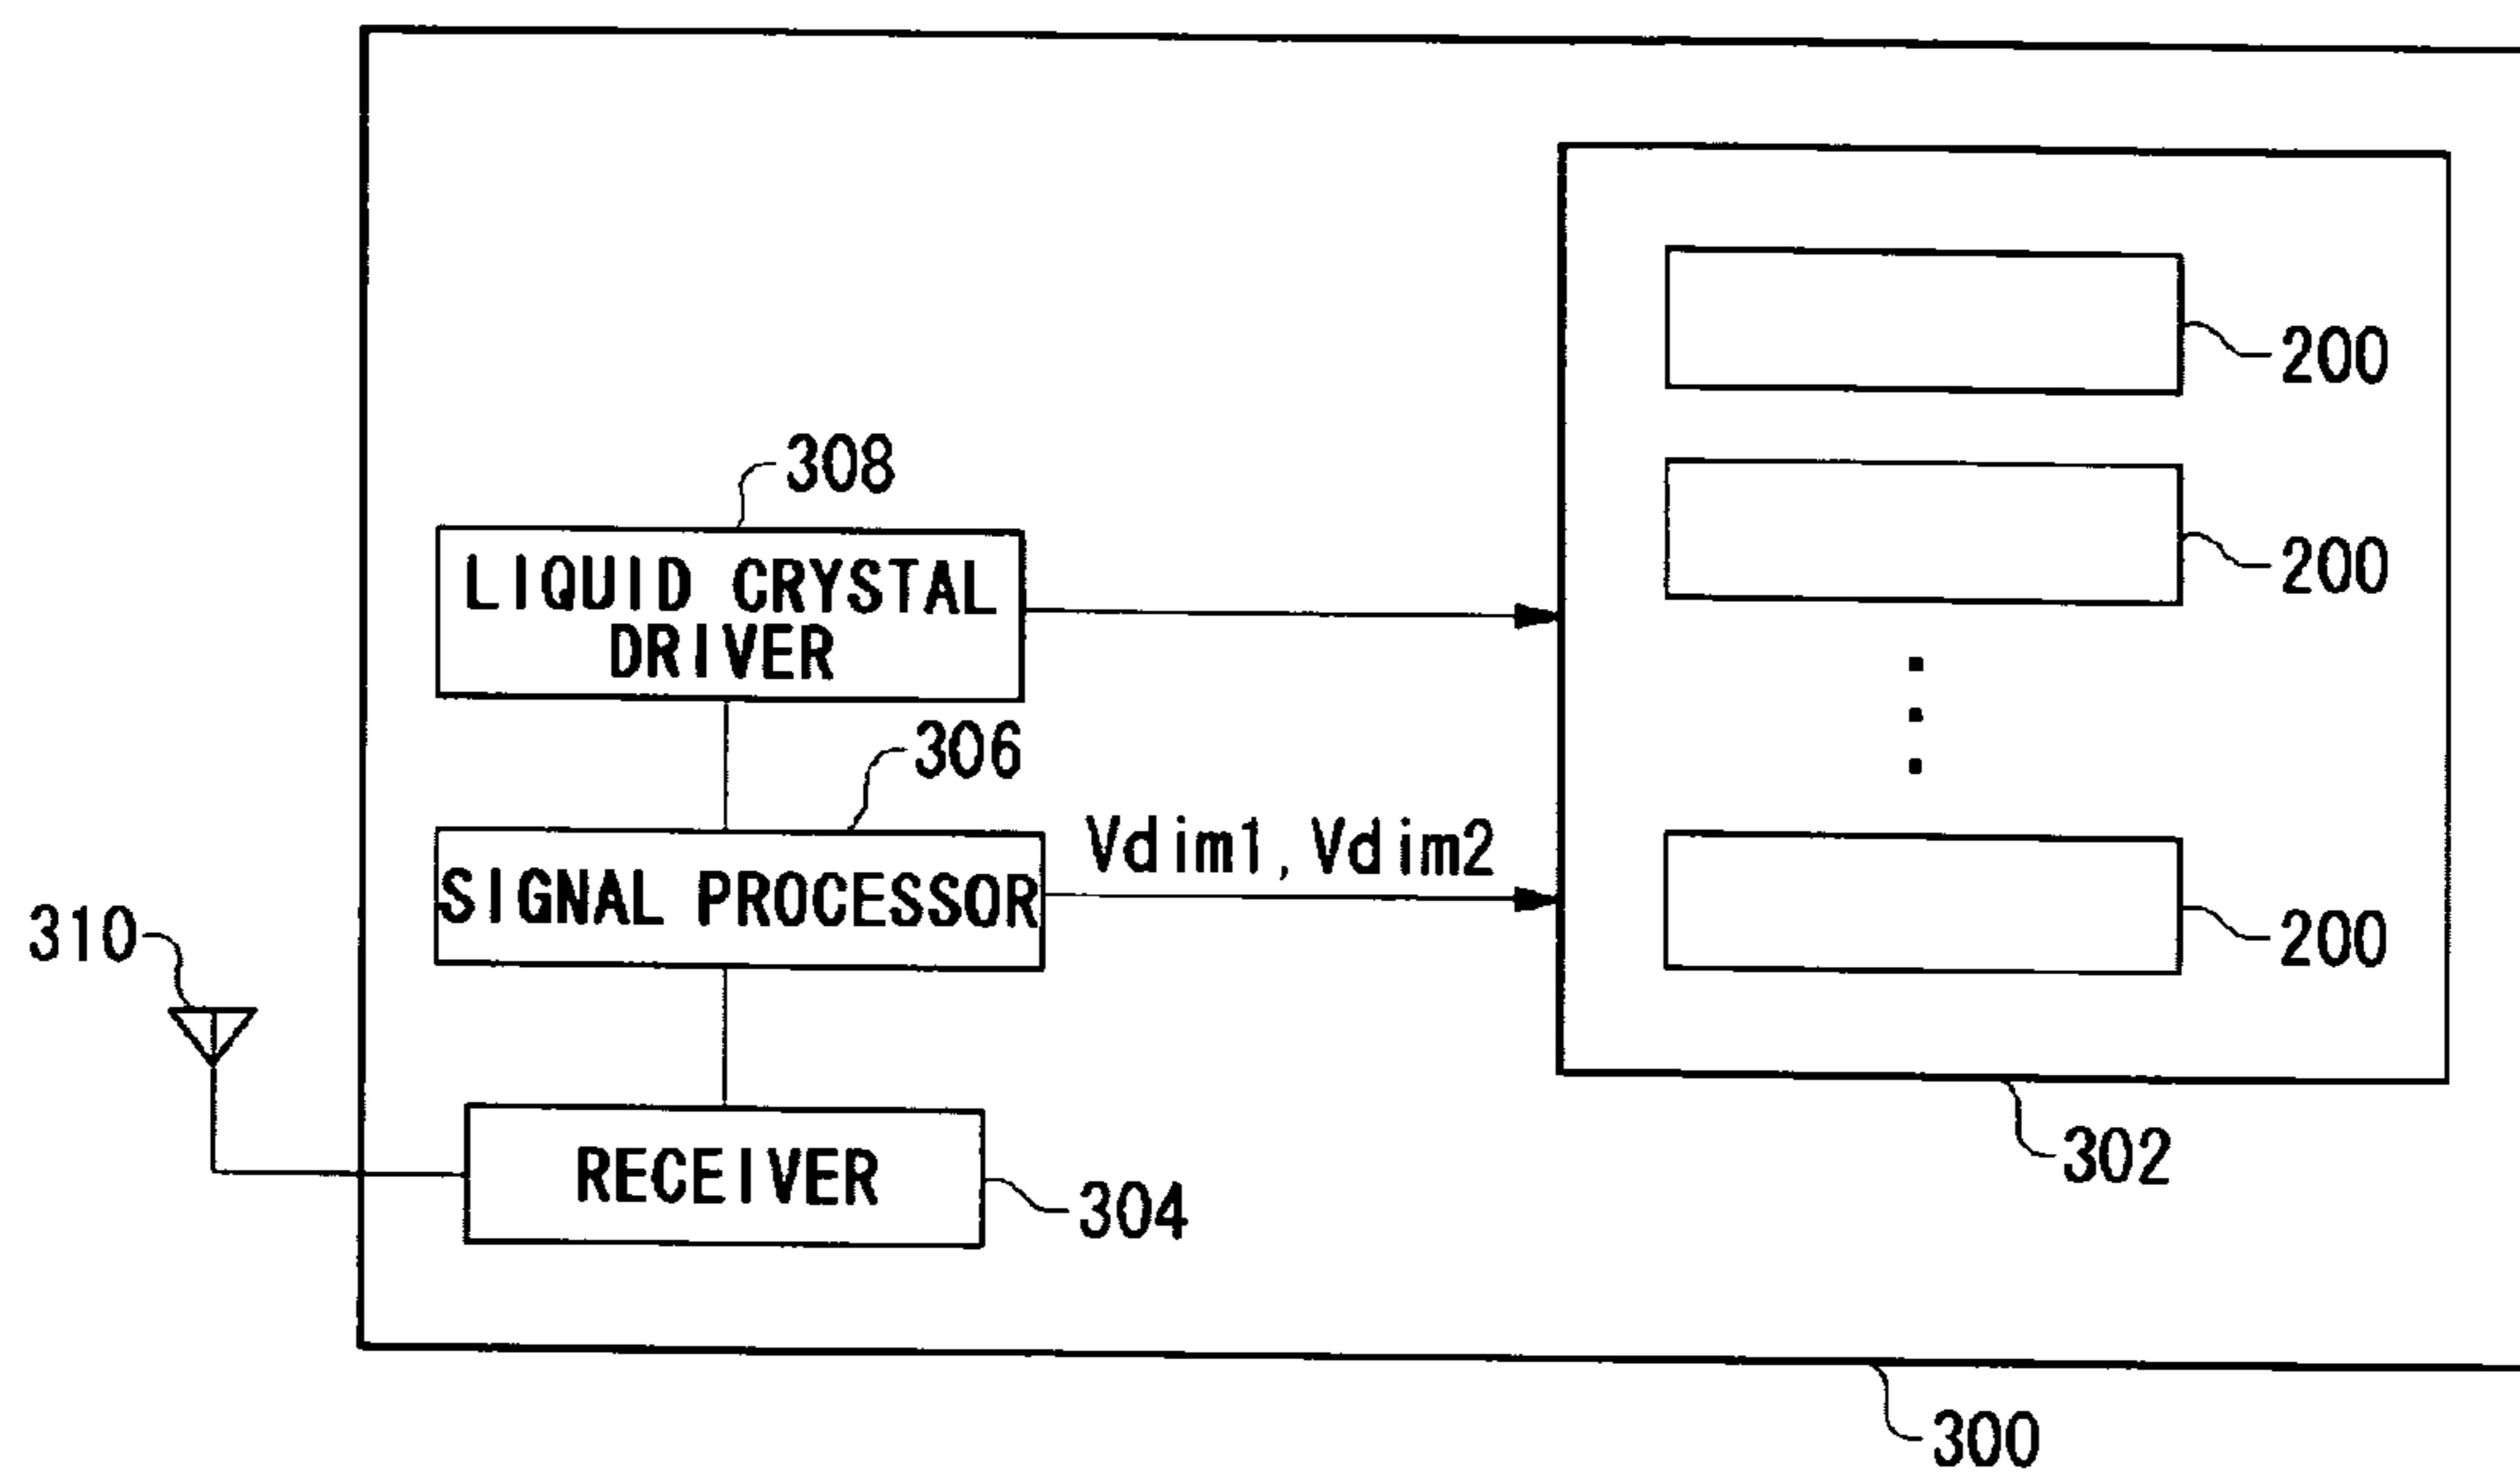 200
308
200
LIQUID CRYSTAL
DRIVER
306
Vdim1, Vdim2
SIGNAL PROCESSOR
310
200
302
RECEIVER
304
300